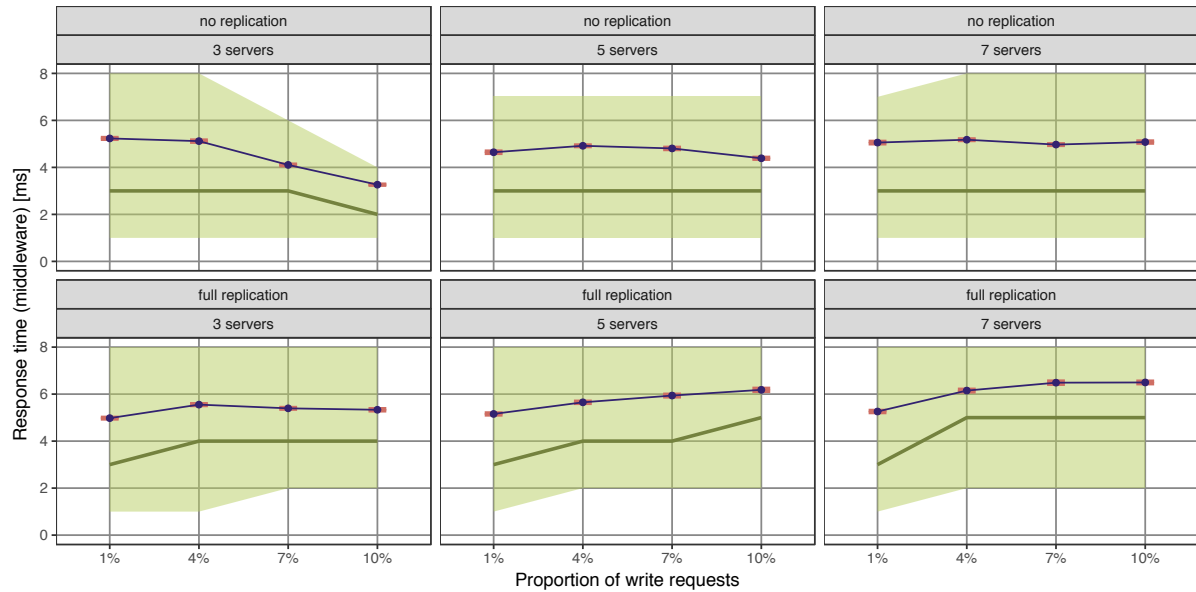 no replication
no replication
no replication
3 servers
5 servers
7 servers
8
6
4
2
0
full replication
full replication
full replication
3 servers
5 servers
7 servers
8
6
4
2
0
1%
4%
7%
10%
1%
4%
7%
10%
1%
4%
7%
10%
Response time (middleware) [ms]
Proportion of write requests